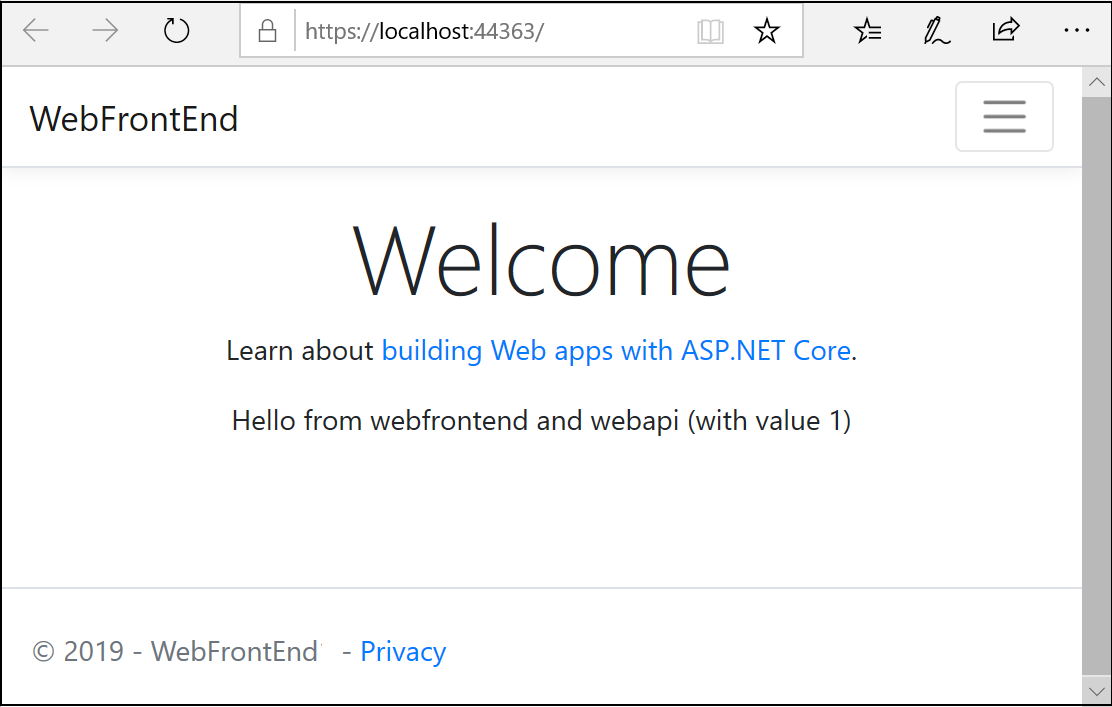 https://localhost:44363/
WebFrontEnd
Welcome
Learn about building Web apps with ASP.NET Core.
Hello from webfrontend and webapi (with value 1)
© 2019 - WebFrontEnd - Privacy